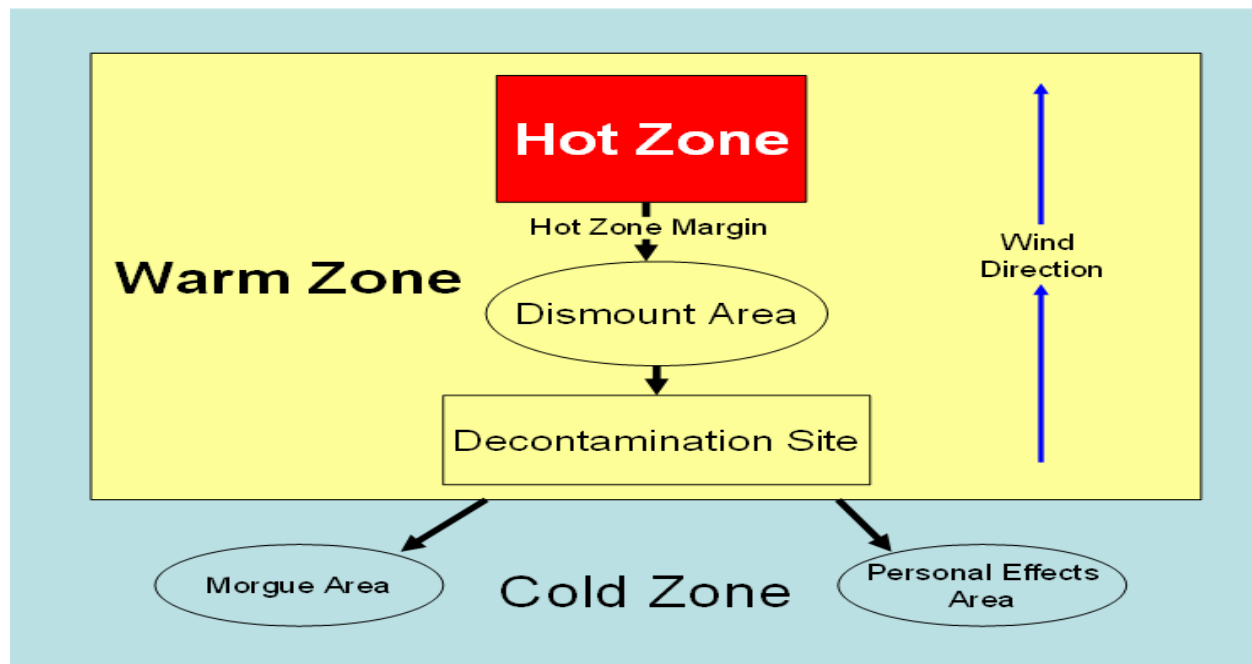 Hot Zone
Hot Zone Margin
Warm Zone
Dismount Area
Wind
Direction
Decontamination Site
Morgue Area
Cold Zone
Personal Effects
Area